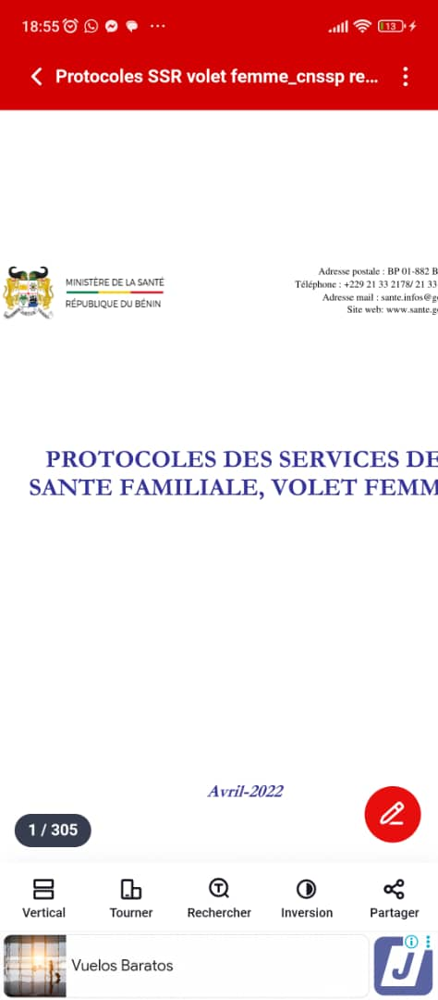 18:55
13
Protocoles SSR volet femme_cnssp re...
MINISTÈRE DE LA SANTÉ
RÉPUBLIQUE DU BÉNIN
Adresse postale : BP 01-882 B
Téléphone : +229 21 33 2178/ 21 33
Adresse mail : sante.infos@g
Site web: www.sante.g
PROTOCOLES DES SERVICES DE
SANTE FAMILIALE, VOLET FEMM
Avril-2022
1 / 305
Vertical
Tourner
Rechercher
Inversion
Partager
Vuelos Baratos